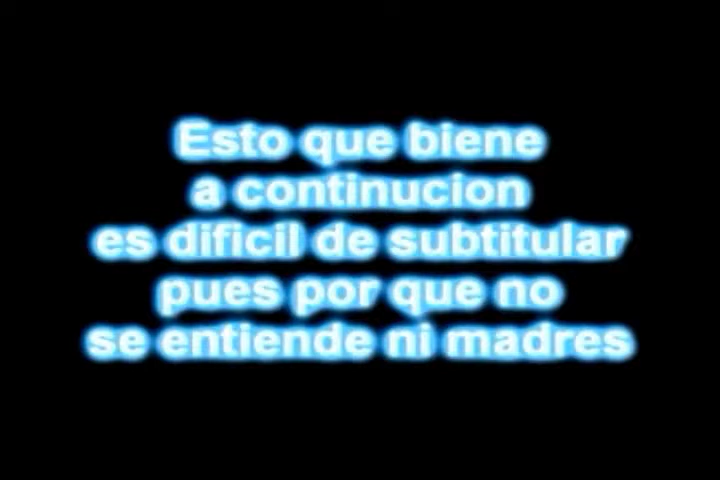 Esto que biene
a continucion
es dificil de subtitular
pues por que no
se entiende ni madres